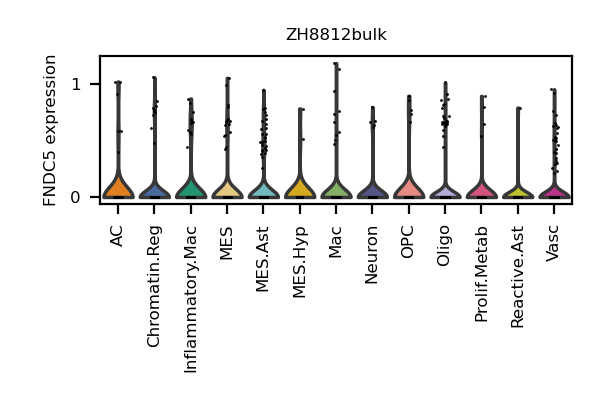 ZH8812bulk
FNDC5 expression
1
0
AC
Chromatin.Reg
Inflammatory.Mac
MES
MES.Ast
MES.Hyp
Mac
Neuron
OPC
Oligo
Prolif.Metab
Reactive.Ast
Vasc